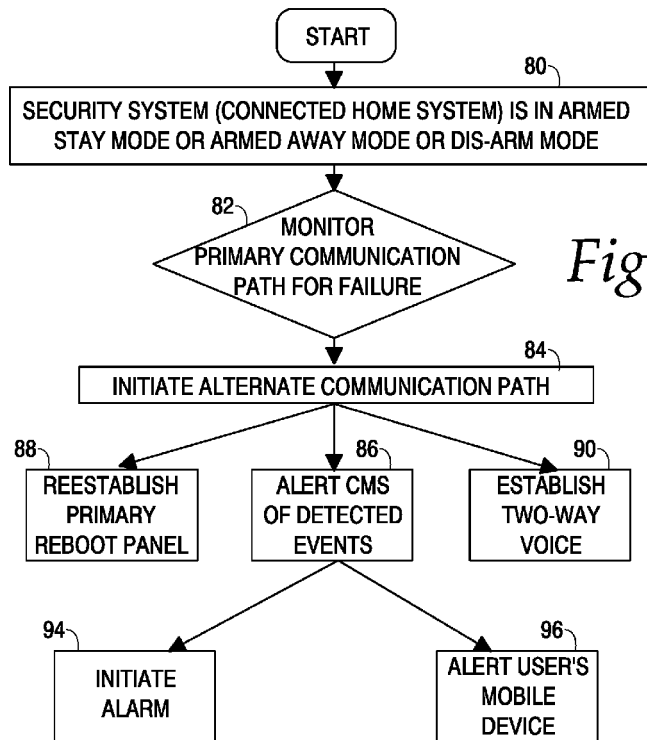 START
80
SECURITY SYSTEM (CONNECTED HOME SYSTEM) IS IN ARMED
STAY MODE OR ARMED AWAY MODE OR DIS-ARM MODE
82
MONITOR
PRIMARY COMMUNICATION
PATH FOR FAILURE
Fig
84
INITIATE ALTERNATE COMMUNICATION PATH
88
REESTABLISH
PRIMARY
REBOOT PANEL
86
ALERT CMS
OF DETECTED
EVENTS
90
ESTABLISH
TWO-WAY
VOICE
94
INITIATE
ALARM
96
ALERT USER'S
MOBILE
DEVICE